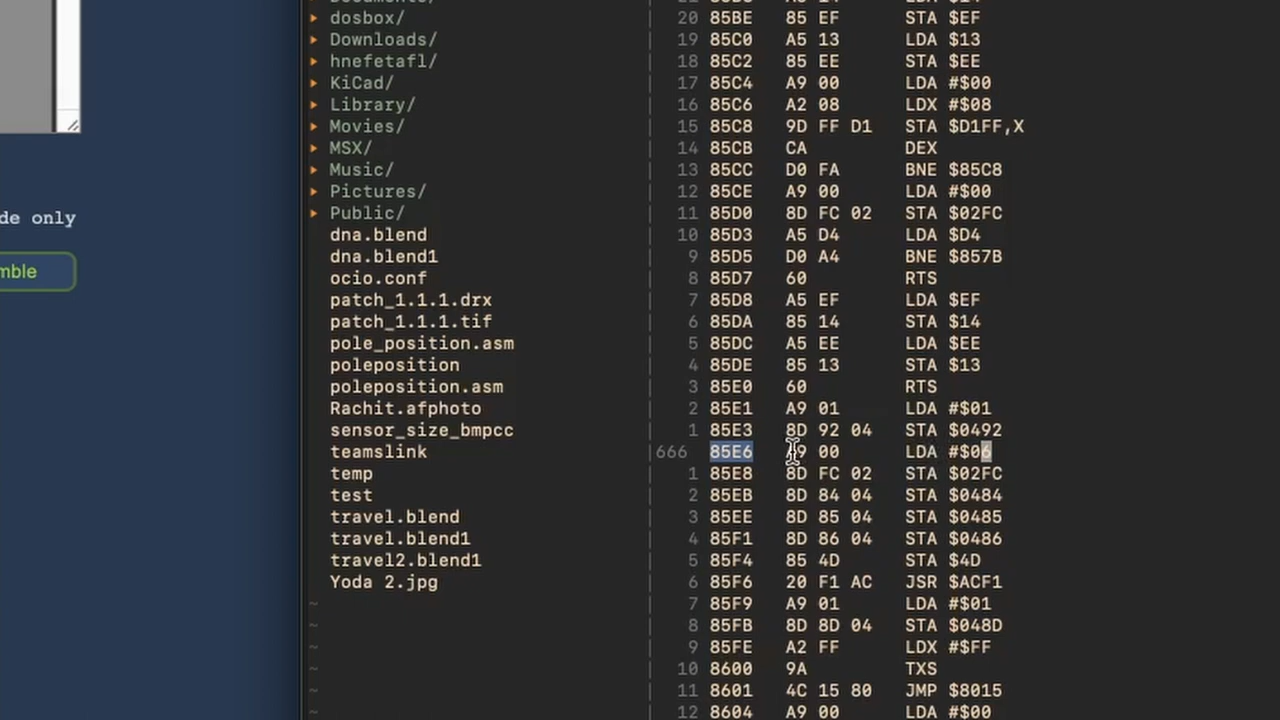 Documents/
dosbox/
Downloads/
hnefetafl/
KiCad/
Library/
Movies/
MSX/
Music/
Pictures/
Public/
dna.blend
dna.blend1
ocio.conf
patch_1.1.1.drx
patch_1.1.1.tif
pole_position.asm
poleposition
poleposition.asm
Rachit.afphoto
sensor_size_bmpcc
teamslink
temp
test
travel.blend
travel.blend1
travel2.blend1
Yoda 2.jpg
~
~
~
~
~
~
de only
mble
20 85BE 85 EF STA $EF
19 85C0 A5 13 LDA $13
18 85C2 85 EE STA $EE
17 85C4 A9 00 LDA #$00
16 85C6 A2 08 LDX #$08
15 85C8 9D FF D1 STA $D1FF,X
14 85CB CA DEX
13 85CC D0 FA BNE $85C8
12 85CE A9 00 LDA #$00
11 85D0 8D FC 02 STA $02FC
10 85D3 A5 D4 LDA $D4
9 85D5 D0 A4 BNE $857B
8 85D7 60 RTS
7 85D8 A5 EF LDA $EF
6 85DA 85 14 STA $14
5 85DC A5 EE LDA $EE
4 85DE 85 13 STA $13
3 85E0 60 RTS
2 85E1 A9 01 LDA #$01
1 85E3 8D 92 04 STA $0492
666 85E6 A9 00 LDA #$06
1 85E8 8D FC 02 STA $02FC
2 85EB 8D 84 04 STA $0484
3 85EE 8D 85 04 STA $0485
4 85F1 8D 86 04 STA $0486
5 85F4 85 4D STA $4D
6 85F6 20 F1 AC JSR $ACF1
7 85F9 A9 01 LDA #$01
8 85FB 8D 8D 04 STA $048D
9 85FE A2 FF LDX #$FF
10 8600 9A TXS
11 8601 4C 15 80 JMP $8015
12 8604 A9 00 LDA #$00